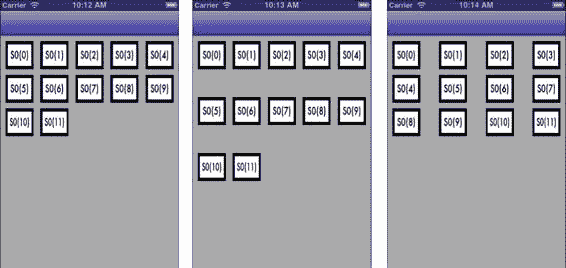 Carrier 10:12 AM
S0(0) S0(1) S0(2) S0(3) S0(4)
S0(5) S0(6) S0(7) S0(8) S0(9)
S0(10) S0(11)
Carrier 10:13 AM
S0(0) S0(1) S0(2) S0(3) S0(4)
S0(5) S0(6) S0(7) S0(8) S0(9)
S0(10) S0(11)
Carrier 10:14 AM
S0(0) S0(1) S0(2) S0(3)
S0(4) S0(5) S0(6) S0(7)
S0(8) S0(9) S0(10) S0(11)